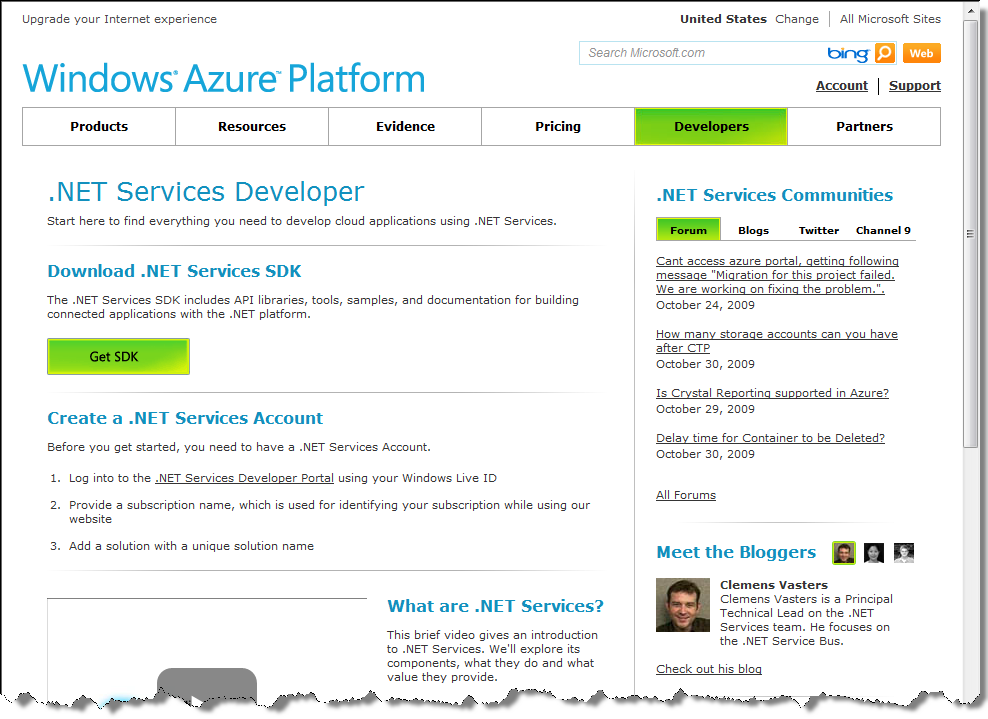 Upgrade your Internet experience
United States Change All Microsoft Sites
Search Microsoft.com bing Web
Windows® Azure™ Platform
Account Support
Products Resources Evidence Pricing Developers Partners
.NET Services Developer
Start here to find everything you need to develop cloud applications using .NET Services.
Download .NET Services SDK
The .NET Services SDK includes API libraries, tools, samples, and documentation for building
connected applications with the .NET platform.
Get SDK
Create a .NET Services Account
Before you get started, you need to have a .NET Services Account.
1. Log into to the .NET Services Developer Portal using your Windows Live ID
2. Provide a subscription name, which is used for identifying your subscription while using our
website
3. Add a solution with a unique solution name
What are .NET Services?
This brief video gives an introduction
to .NET Services. We'll explore its
components, what they do and what
value they provide.
.NET Services Communities
Forum Blogs Twitter Channel 9
Cant access azure portal, getting following
message "Migration for this project failed.
We are working on fixing the problem.".
October 24, 2009
How many storage accounts can you have
after CTP
October 30, 2009
Is Crystal Reporting supported in Azure?
October 29, 2009
Delay time for Container to be Deleted?
October 30, 2009
All Forums
Meet the Bloggers
Clemens Vasters
Clemens Vasters is a Principal
Technical Lead on the .NET
Services team. He focuses on
the .NET Service Bus.
Check out his blog